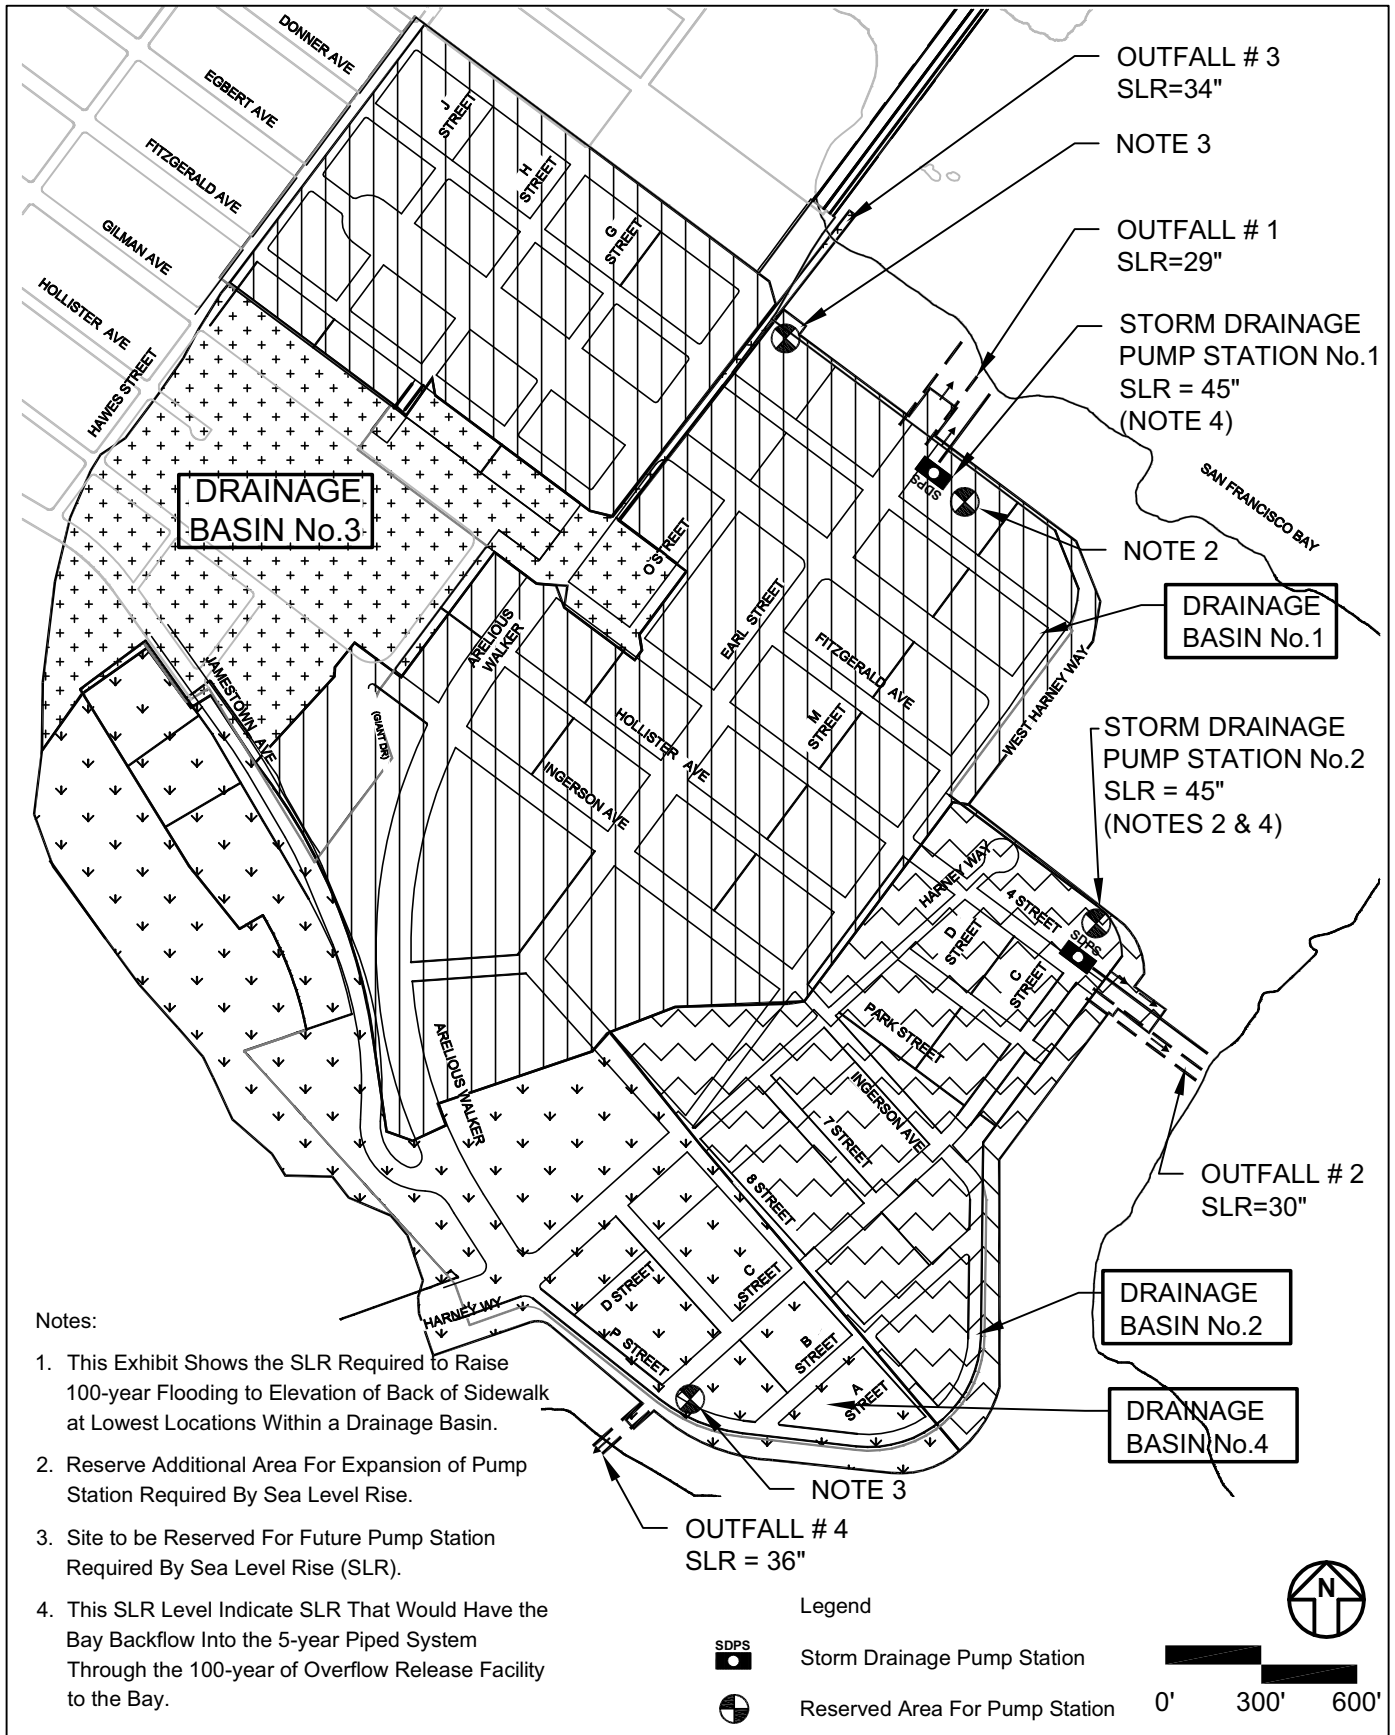 DONNER AVE
EGBERT AVE
FITZGERALD AVE
GILMAN AVE
HOLLISTER AVE
HAWES STREET
J
STREET
H
STREET
G
STREET
OUTFALL # 3
SLR=34"
NOTE 3
OUTFALL # 1
SLR=29"
STORM DRAINAGE
PUMP STATION No.1
SLR = 45"
(NOTE 4)
SDPS
SAN FRANCISCO BAY
NOTE 2
DRAINAGE
BASIN No.3
DRAINAGE
BASIN No.1
O STREET
EARL STREET
FITZGERALD AVE
ARELIOUS
WALKER
HOLLISTER AVE
M
STREET
WEST HARNEY WAY
JAMESTOWN AVE
(GIANT DR)
INGERSON AVE
STORM DRAINAGE
PUMP STATION No.2
SLR = 45"
(NOTES 2 & 4)
HARNEY WAY
4 STREET
D
STREET
SDPS
C
STREET
PARK STREET
ARELIOUS WALKER
INGERSON AVE
7 STREET
8 STREET
OUTFALL # 2
SLR=30"
DRAINAGE
BASIN No.2
D STREET
C
STREET
HARNEY WY
P STREET
B
STREET
A
STREET
DRAINAGE
BASIN No.4
NOTE 3
OUTFALL # 4
SLR = 36"
Notes:
1. This Exhibit Shows the SLR Required to Raise
100-year Flooding to Elevation of Back of Sidewalk
at Lowest Locations Within a Drainage Basin.
2. Reserve Additional Area For Expansion of Pump
Station Required By Sea Level Rise.
3. Site to be Reserved For Future Pump Station
Required By Sea Level Rise (SLR).
4. This SLR Level Indicate SLR That Would Have the
Bay Backflow Into the 5-year Piped System
Through the 100-year of Overflow Release Facility
to the Bay.
Legend
SDPS
Storm Drainage Pump Station
Reserved Area For Pump Station
N
0' 300' 600'